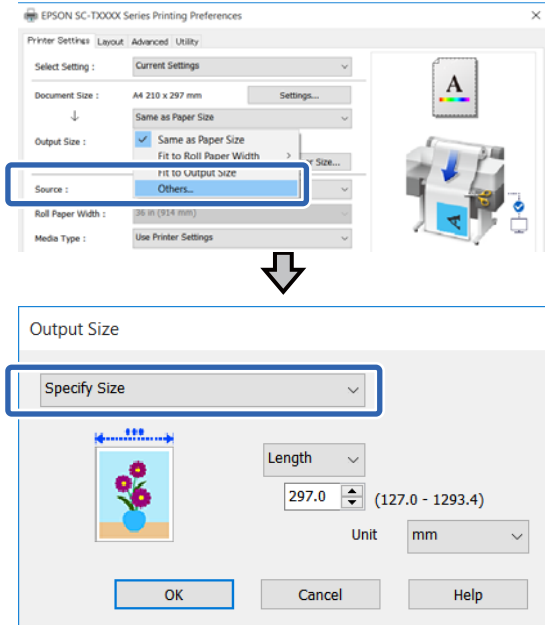 EPSON SC-TXXXX Series Printing Preferences
Printer Settings Layout Advanced Utility
Select Setting : Current Settings
Document Size : A4 210 x 297 mm Settings...
Same as Paper Size
Output Size : Same as Paper Size
Fit to Roll Paper Width
er Size...
Fit to Output Size
Source : Others...
Roll Paper Width : 36 in (914 mm)
Media Type : Use Printer Settings
A
A
Output Size
Specify Size
Length
297.0 (127.0 - 1293.4)
Unit mm
OK Cancel Help